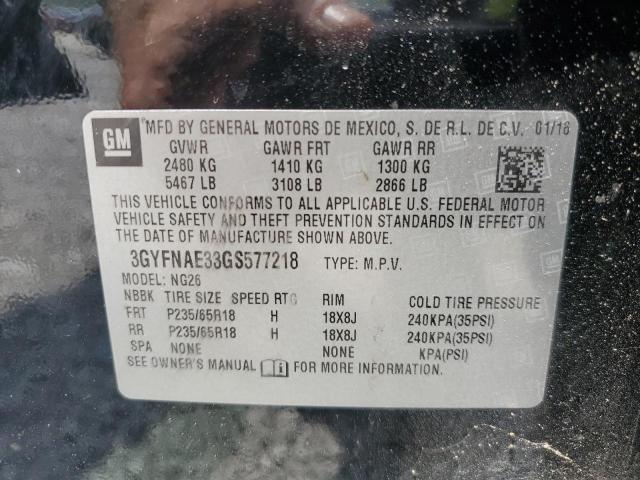 GM
MFD BY GENERAL MOTORS DE MEXICO, S. DE R.L. DE C.V. 01/16
GVWR GAWR FRT GAWR RR
2480 KG 1410 KG 1300 KG
5467 LB 3108 LB 2866 LB
THIS VEHICLE CONFORMS TO ALL APPLICABLE U.S. FEDERAL MOTOR
VEHICLE SAFETY AND THEFT PREVENTION STANDARDS IN EFFECT ON
THE DATE OF MANUFACTURE SHOWN ABOVE.
3GYFNAE33GS577218 TYPE: M.P.V.
MODEL: NG26
NBBK TIRE SIZE SPEED RTG RIM COLD TIRE PRESSURE
FRT P235/65R18 H 18X8J 240KPA(35PSI)
RR P235/65R18 H 18X8J 240KPA(35PSI)
SPA NONE NONE KPA(PSI)
SEE OWNER'S MANUAL FOR MORE INFORMATION.